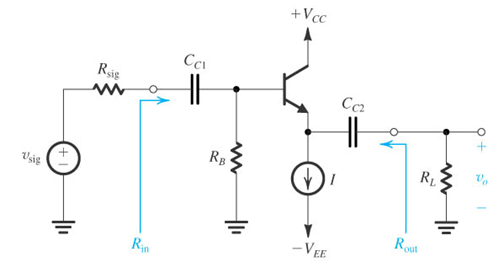 +V_CC
R_sig
C_C1
C_C2
v_sig
+
−
R_B
I
R_L
+
v_o
−
R_in
−V_EE
R_out